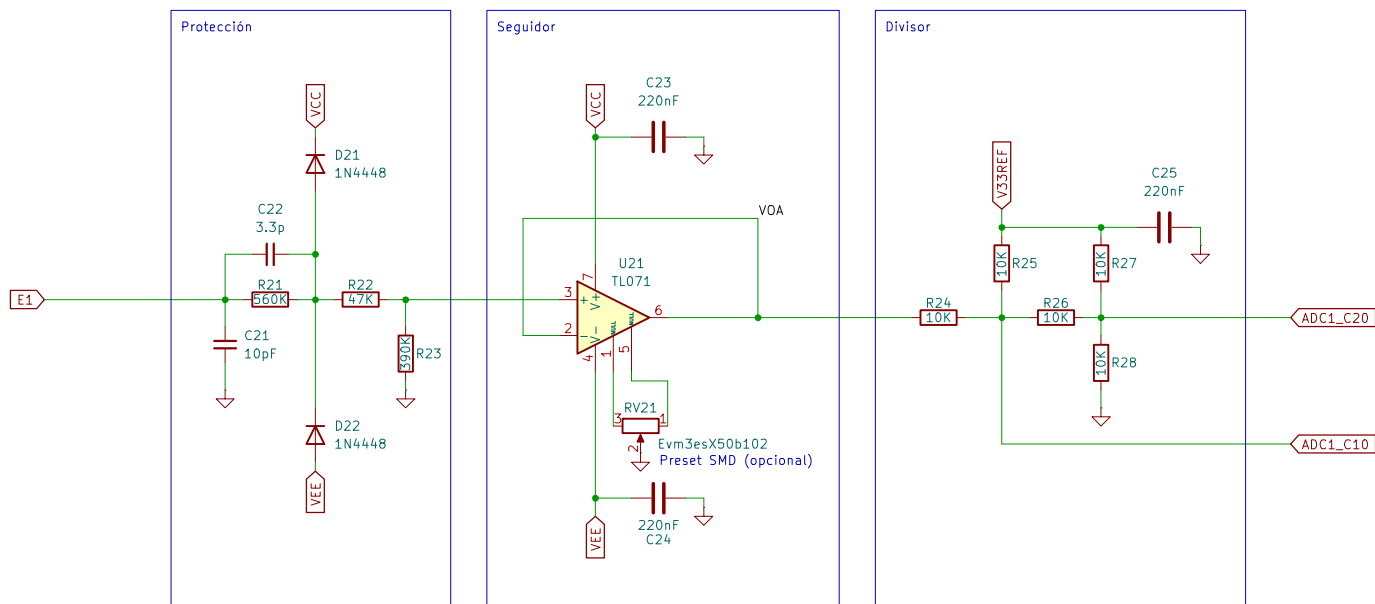 Protección
VCC
D21
1N4448
C22
3.3p
E1
R21
560K
R22
47K
C21
10pF
390K
R23
D22
1N4448
VEE
Seguidor
C23
220nF
VCC
VOA
U21
TL071
7
3
+
V+
6
2
-
V-
NULL
NULL
4
1
5
RV21
3
1
2
Evm3esX50b102
Preset SMD (opcional)
220nF
C24
VEE
Divisor
V33REF
C25
220nF
10K
R25
10K
R27
R24
10K
R26
10K
10K
R28
ADC1_C20
ADC1_C10